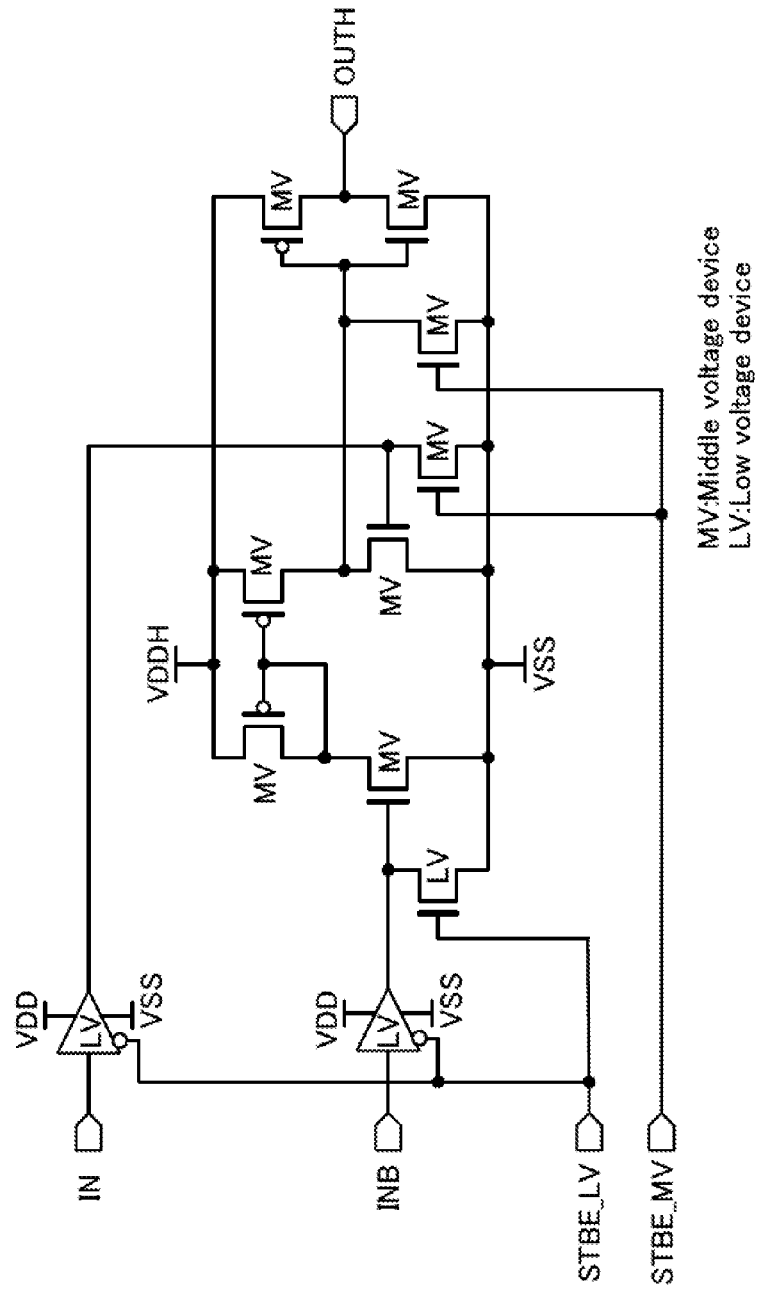 IN
INB
STBE_LV
STBE_MV
VDD
LV
VSS
VDD
LV
VSS
LV
VDDH
MV
MV
MV
MV
VSS
MV
MV
MV
MV
OUTH
MV:Middle voltage device
LV:Low voltage device